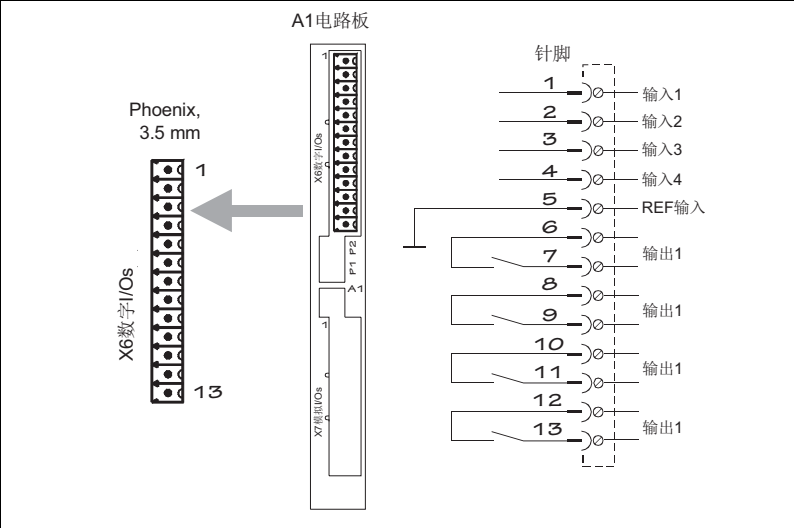 A1电路板
针脚
Phoenix,
3.5 mm
1
13
X6数字I/Os
1
X6数字I/Os
P1 P2
A1
1
X7模拟I/Os
1 输入1
2 输入2
3 输入3
4 输入4
5 REF输入
6
7 输出1
8
9 输出1
10
11 输出1
12
13 输出1